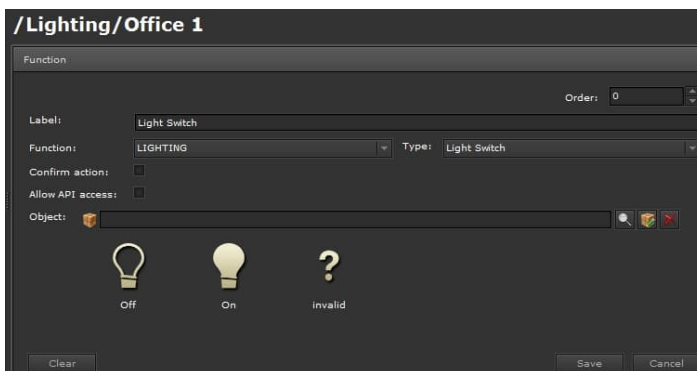 /Lighting/Office 1
Function
Order: 0
Label: Light Switch
Function: LIGHTING Type: Light Switch
Confirm action:
Allow API access:
Object:
?
Off On invalid
Clear Save Cancel